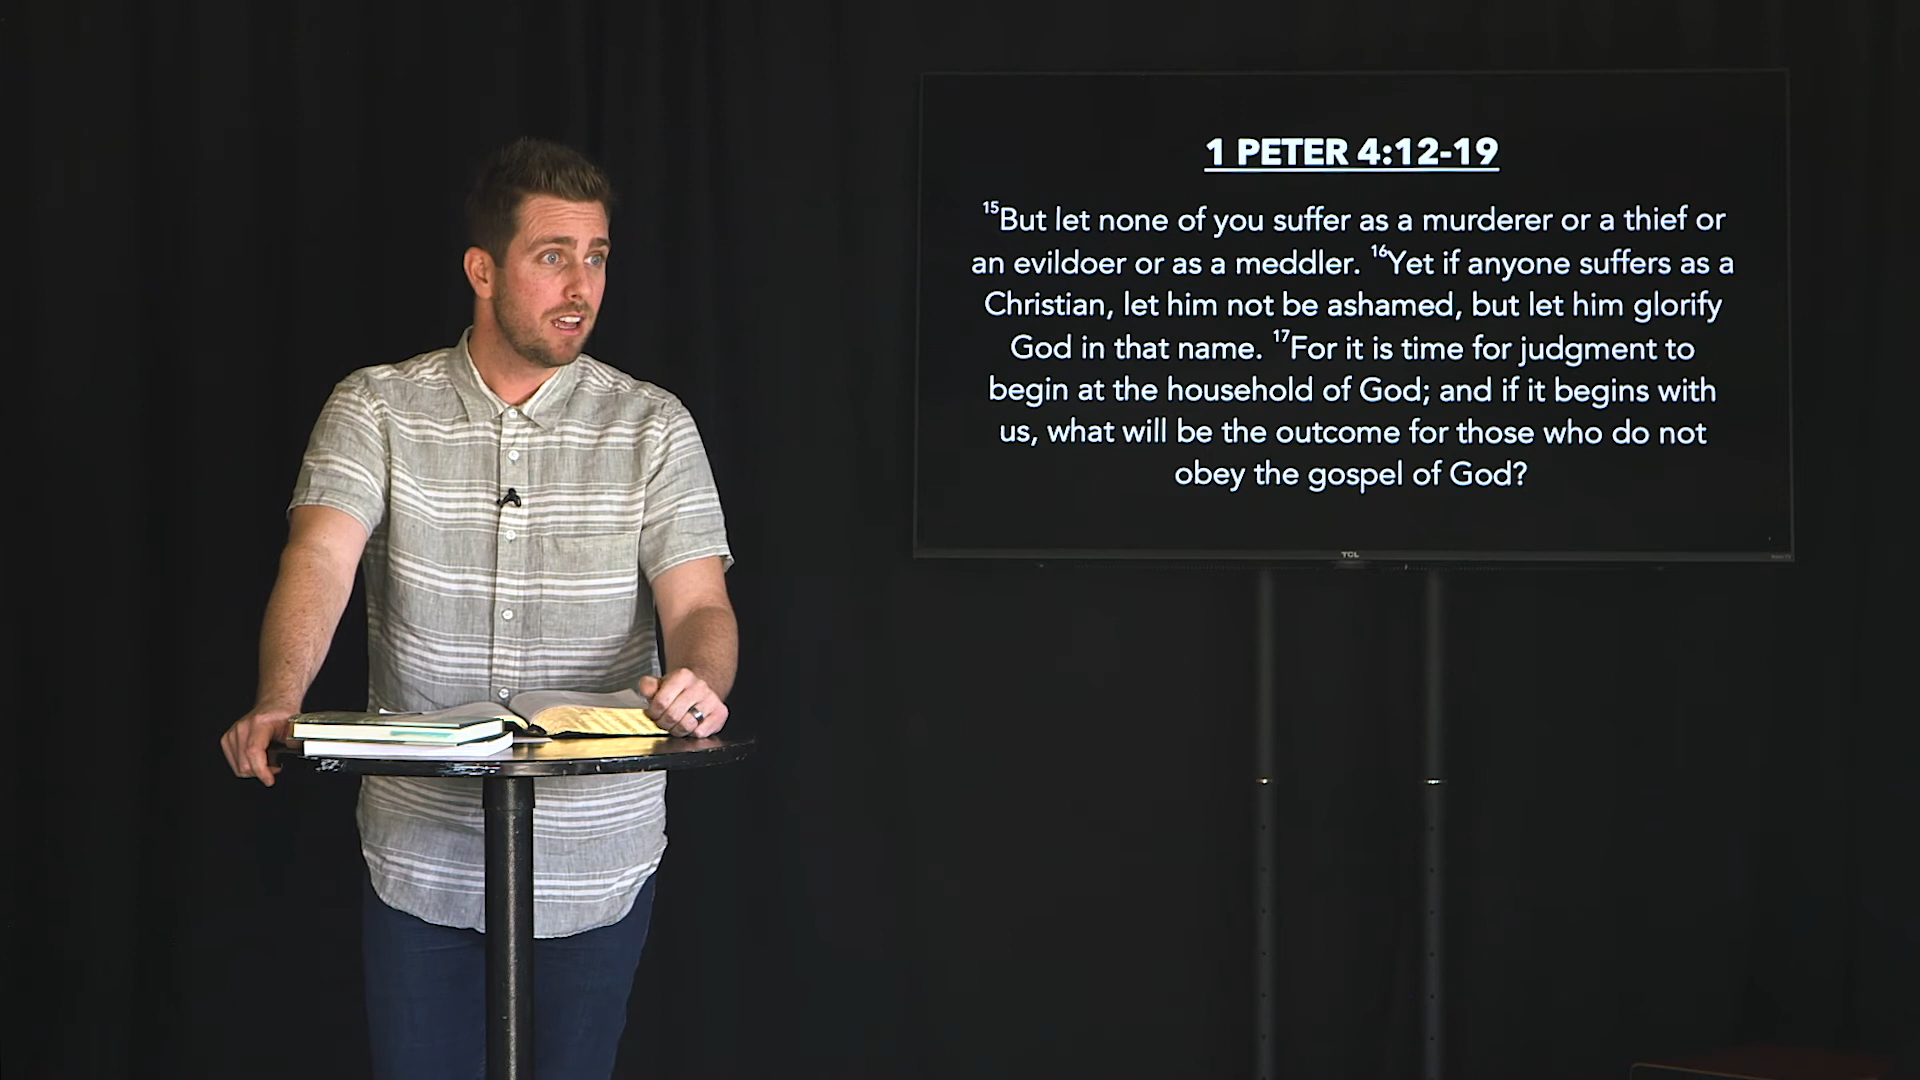 1 PETER 4:12-19
15But let none of you suffer as a murderer or a thief or
an evildoer or as a meddler. 16Yet if anyone suffers as a
Christian, let him not be ashamed, but let him glorify
God in that name. 17For it is time for judgment to
begin at the household of God; and if it begins with
us, what will be the outcome for those who do not
obey the gospel of God?
TCL